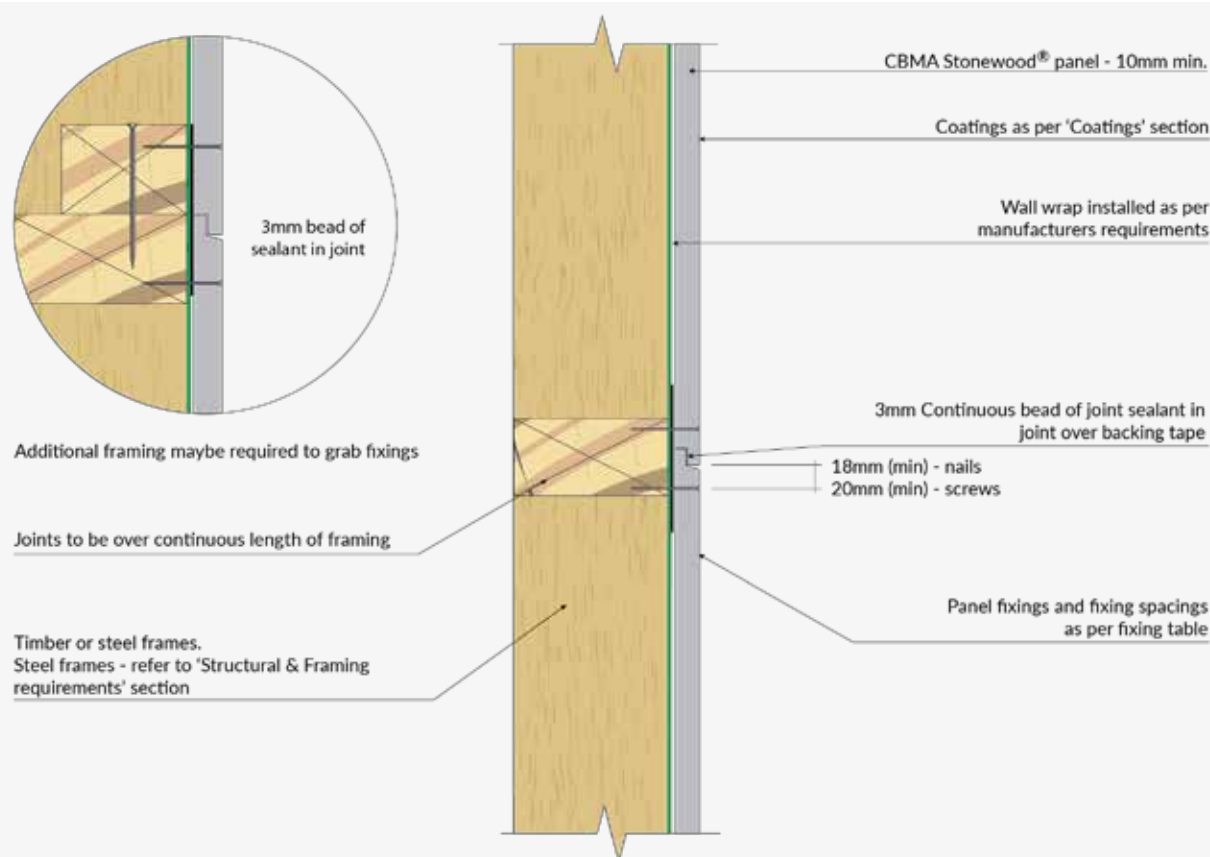 CBMA Stonewood® panel - 10mm min.
Coatings as per 'Coatings' section
Wall wrap installed as per
manufacturers requirements
3mm bead of
sealant in joint
3mm Continuous bead of joint sealant in
joint over backing tape
18mm (min) - nails
20mm (min) - screws
Additional framing maybe required to grab fixings
Joints to be over continuous length of framing
Panel fixings and fixing spacings
as per fixing table
Timber or steel frames.
Steel frames - refer to 'Structural & Framing
requirements' section